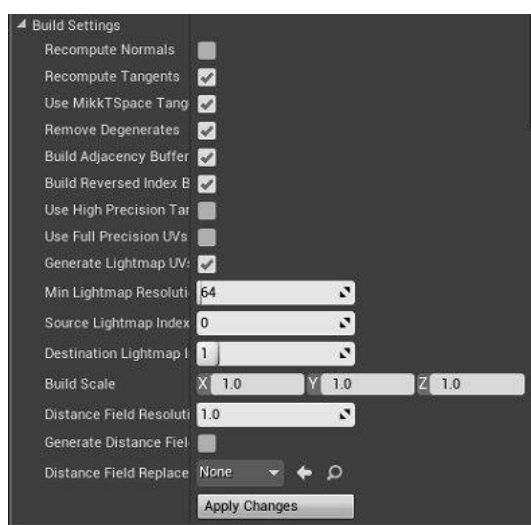 Build Settings
Recompute Normals
Recompute Tangents
Use MikkTSpace Tang
Remove Degenerates
Build Adjacency Buffer
Build Reversed Index B
Use High Precision Tar
Use Full Precision UVs
Generate Lightmap UV
Min Lightmap Resoluti 64
Source Lightmap Index 0
Destination Lightmap I 1
Build Scale X 1.0 Y 1.0 Z 1.0
Distance Field Resoluti 1.0
Generate Distance Fiel
Distance Field Replace None
Apply Changes